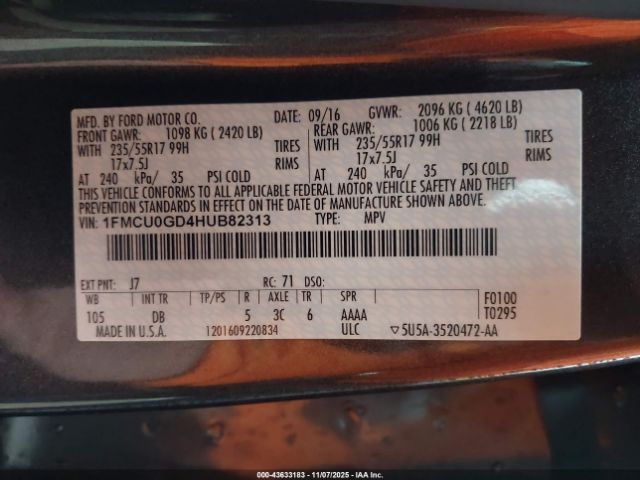 MFD. BY FORD MOTOR CO. DATE: 09/16 GVWR: 2096 KG ( 4620 LB)
FRONT GAWR: 1098 KG ( 2420 LB) REAR GAWR: 1006 KG ( 2218 LB)
WITH 235/55R17 99H TIRES WITH 235/55R17 99H TIRES
17x7.5J RIMS 17x7.5J RIMS
AT 240 kPa/ 35 PSI COLD AT 240 kPa/ 35 PSI COLD
THIS VEHICLE CONFORMS TO ALL APPLICABLE FEDERAL MOTOR VEHICLE SAFETY AND THEFT
PREVENTION STANDARDS IN EFFECT ON THE DATE OF MANUFACTURE SHOWN ABOVE.
VIN: 1FMCU0GD4HUB82313 TYPE: MPV
EXT PNT: J7 RC: 71 DSO:
WB INT TR TP/PS R AXLE TR SPR F0100
105 DB 5 3C 6 AAAA T0295
MADE IN U.S.A. 1201609220834 ULC 5U5A-3520472-AA
000-43633183 - 11/07/2025 - IAA Inc.